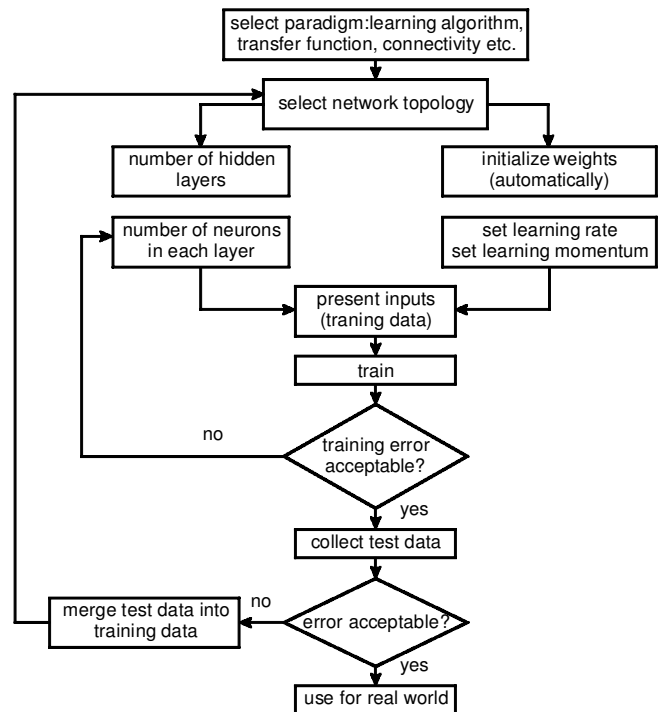 select paradigm:learning algorithm,
transfer function, connectivity etc.
select network topology
number of hidden
layers
initialize weights
(automatically)
number of neurons
in each layer
set learning rate
set learning momentum
present inputs
(traning data)
train
no
training error
acceptable?
yes
collect test data
merge test data into
training data
no
error acceptable?
yes
use for real world